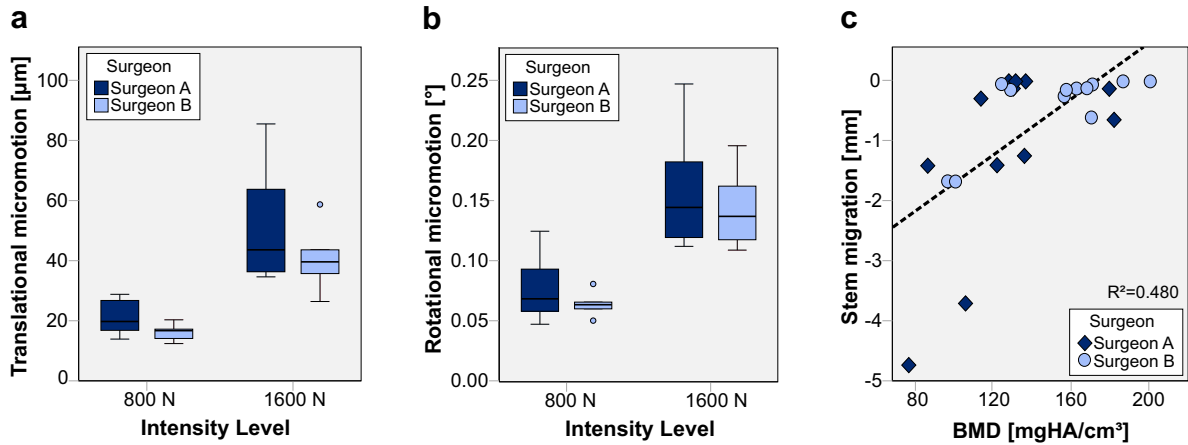 a
Translational micromotion [µm]
100
80
60
40
20
0
Surgeon
Surgeon A
Surgeon B
800 N
1600 N
Intensity Level
b
Rotational micromotion [°]
0.25
0.20
0.15
0.10
0.05
0.00
Surgeon
Surgeon A
Surgeon B
800 N
1600 N
Intensity Level
c
Stem migration [mm]
0
-1
-2
-3
-4
-5
R²=0.480
Surgeon
Surgeon A
Surgeon B
80
120
160
200
BMD [mgHA/cm³]